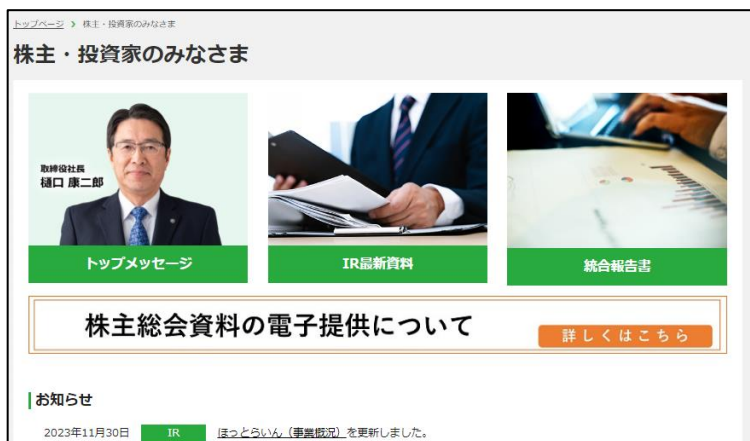 トップページ > 株主・投資家のみなさま
株主・投資家のみなさま
取締役社長
樋口 康二郎
トップメッセージ
IR最新資料
統合報告書
株主総会資料の電子提供について
詳しくはこちら
お知らせ
2023年11月30日 IR ほっとらいん（事業概況）を更新しました。